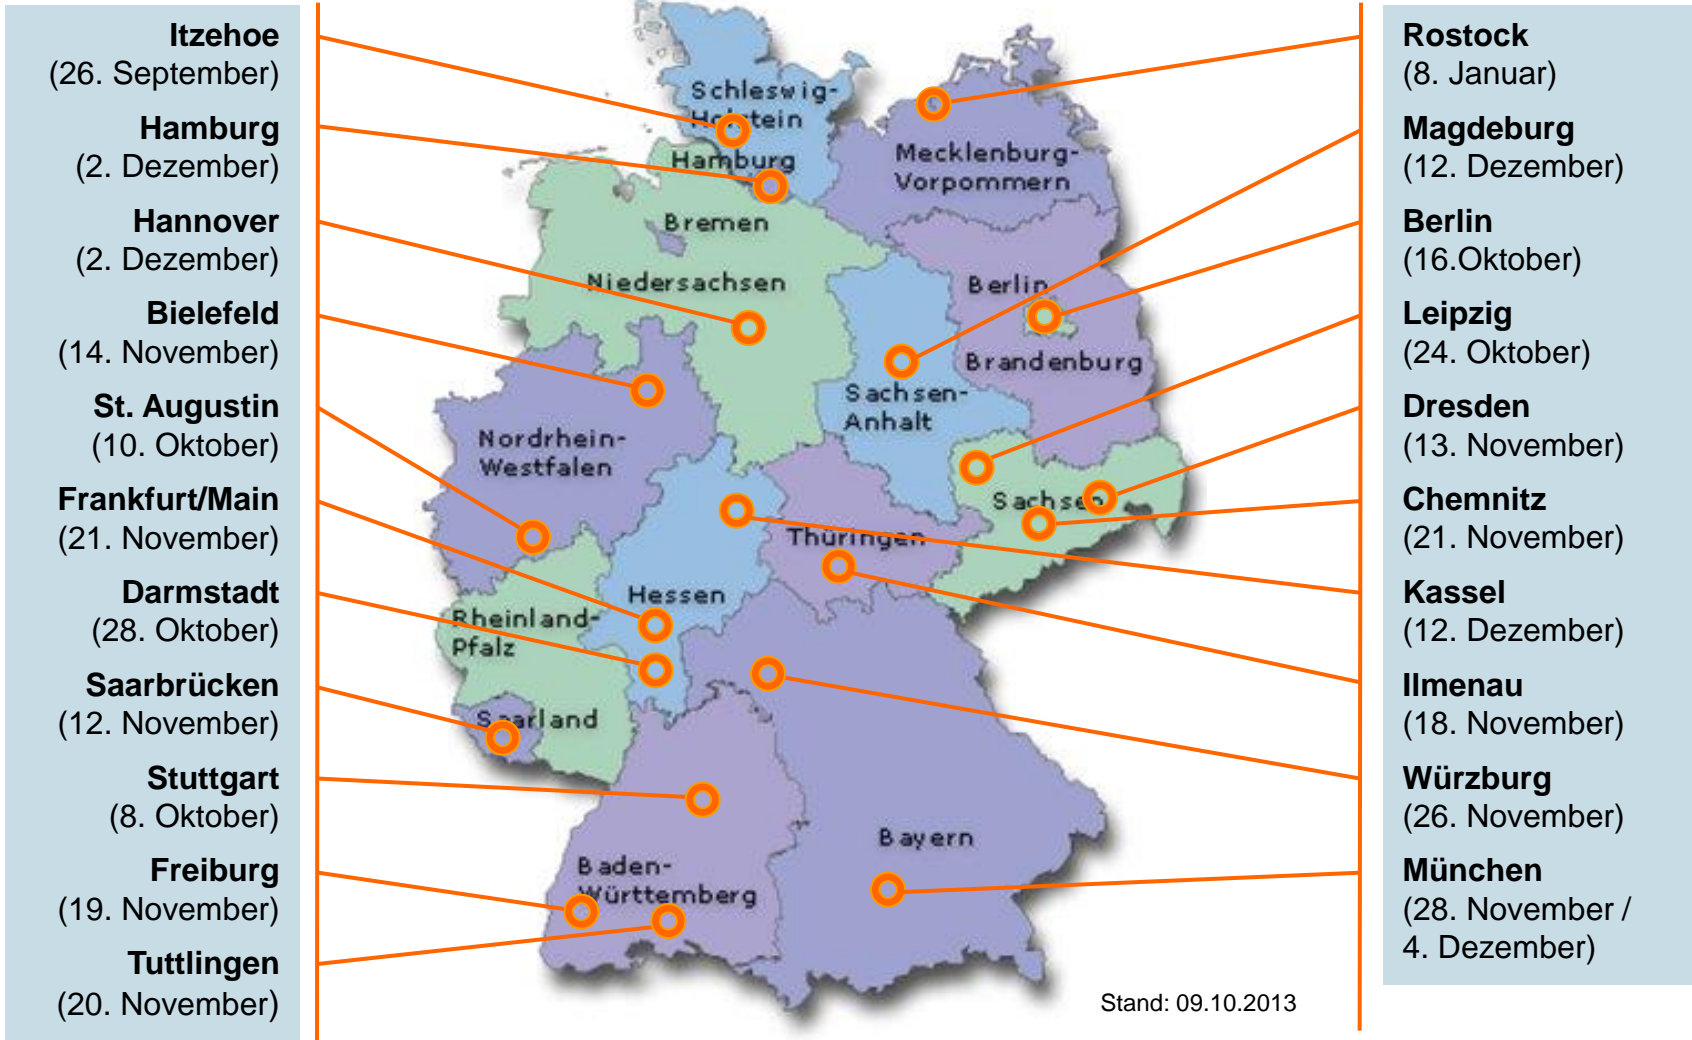 Itzehoe
(26. September)
Hamburg
(2. Dezember)
Hannover
(2. Dezember)
Bielefeld
(14. November)
St. Augustin
(10. Oktober)
Frankfurt/Main
(21. November)
Darmstadt
(28. Oktober)
Saarbrücken
(12. November)
Stuttgart
(8. Oktober)
Freiburg
(19. November)
Tuttlingen
(20. November)
Schleswig-
Holstein
Hamburg
Mecklenburg-
Vorpommern
Bremen
Niedersachsen
Berlin
Brandenburg
Sachsen-
Anhalt
Nordrhein-
Westfalen
Sachsen
Thüringen
Hessen
Rheinland-
Pfalz
Saarland
Bayern
Baden-
Württemberg
Stand: 09.10.2013
Rostock
(8. Januar)
Magdeburg
(12. Dezember)
Berlin
(16.Oktober)
Leipzig
(24. Oktober)
Dresden
(13. November)
Chemnitz
(21. November)
Kassel
(12. Dezember)
Ilmenau
(18. November)
Würzburg
(26. November)
München
(28. November /
4. Dezember)